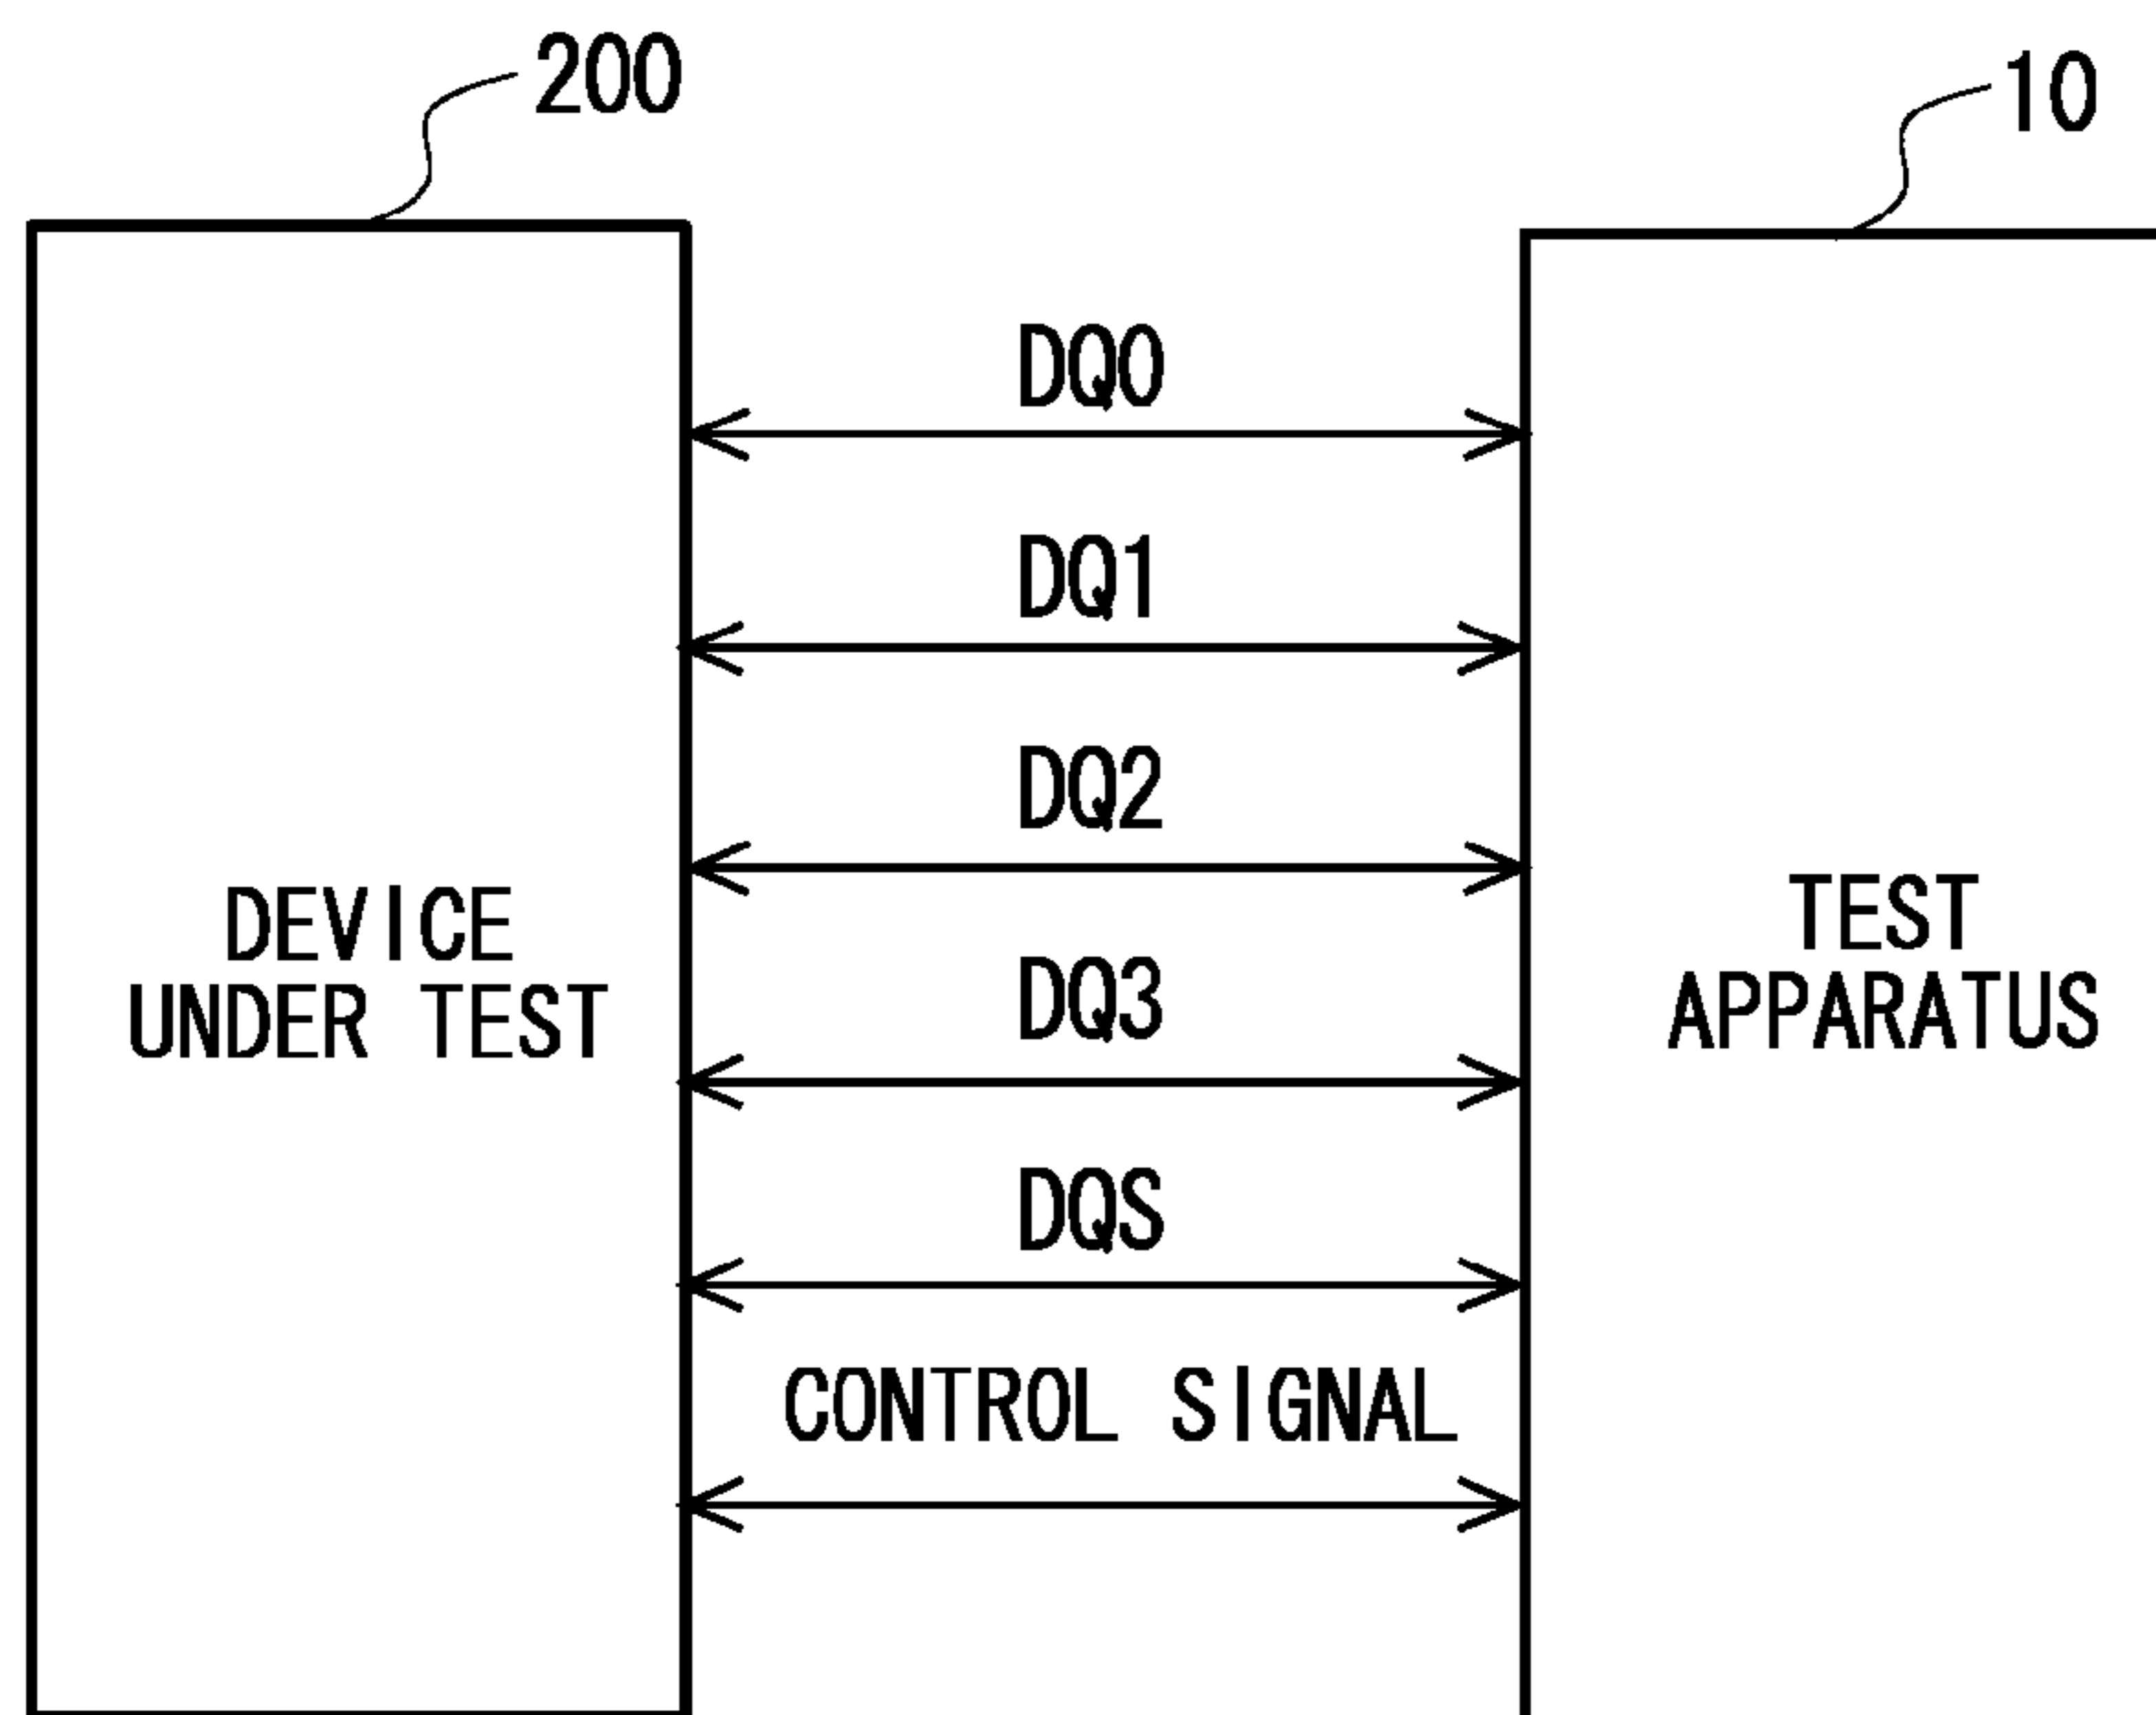 200
10
DQ0
DQ1
DQ2
DEVICE
UNDER TEST
DQ3
TEST
APPARATUS
DQS
CONTROL SIGNAL